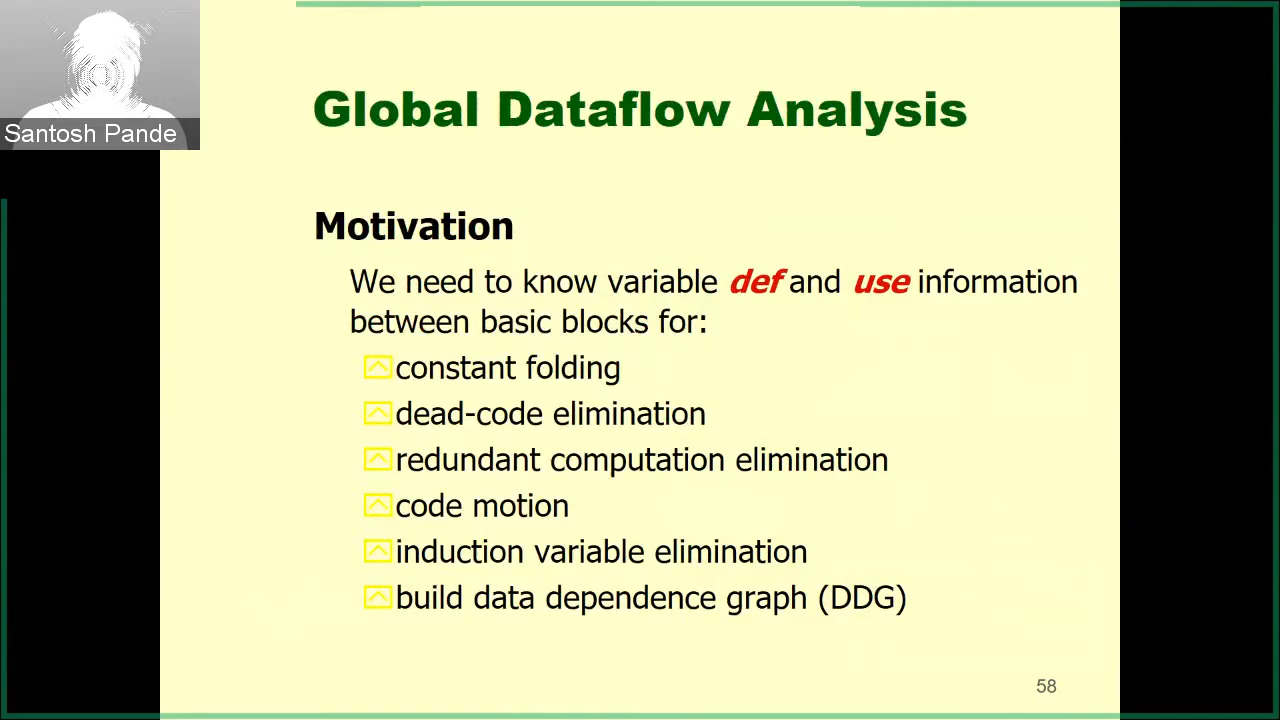 Santosh Pande
Global Dataflow Analysis
Motivation
We need to know variable def and use information
between basic blocks for:
constant folding
dead-code elimination
redundant computation elimination
code motion
induction variable elimination
build data dependence graph (DDG)
58